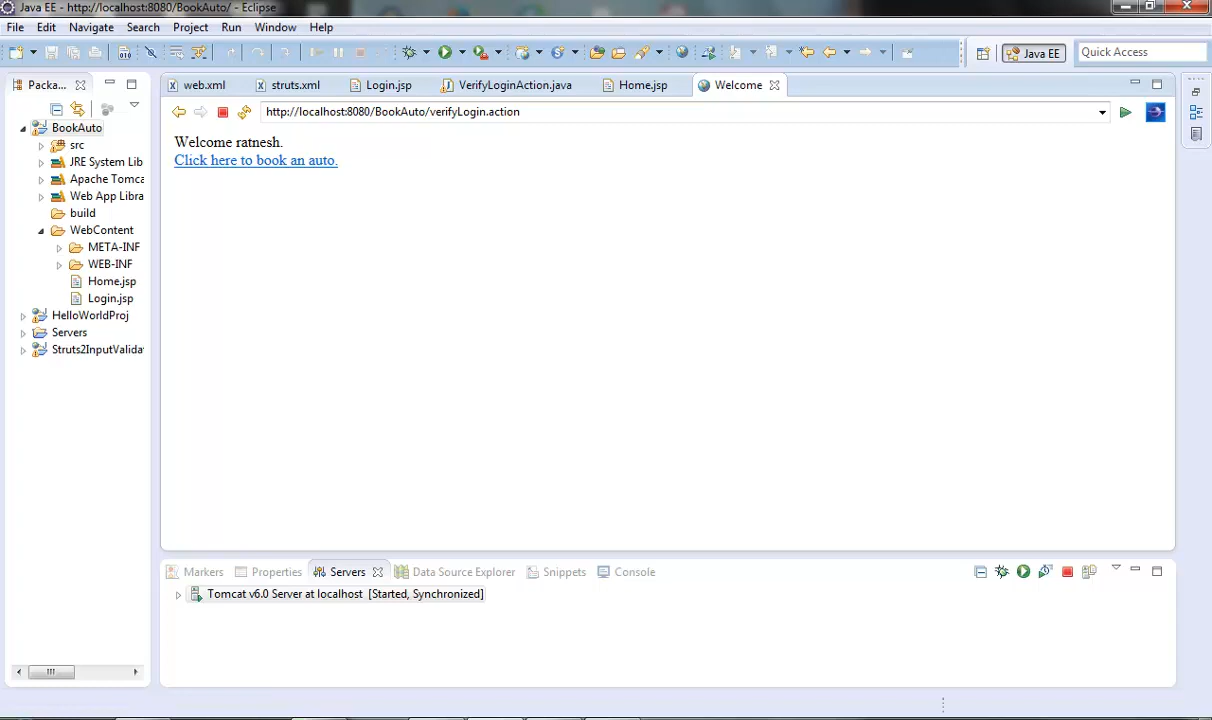 Java EE - http://localhost:8080/BookAuto/ - Eclipse
File Edit Navigate Search Project Run Window Help
Java EE
Quick Access
Packa...
web.xml
struts.xml
Login.jsp
VerifyLoginAction.java
Home.jsp
Welcome
http://localhost:8080/BookAuto/verifyLogin.action
Welcome ratnesh.
Click here to book an auto.
BookAuto
src
JRE System Lib
Apache Tomca
Web App Libra
build
WebContent
META-INF
WEB-INF
Home.jsp
Login.jsp
HelloWorldProj
Servers
Struts2InputValida
Markers
Properties
Servers
Data Source Explorer
Snippets
Console
Tomcat v6.0 Server at localhost [Started, Synchronized]